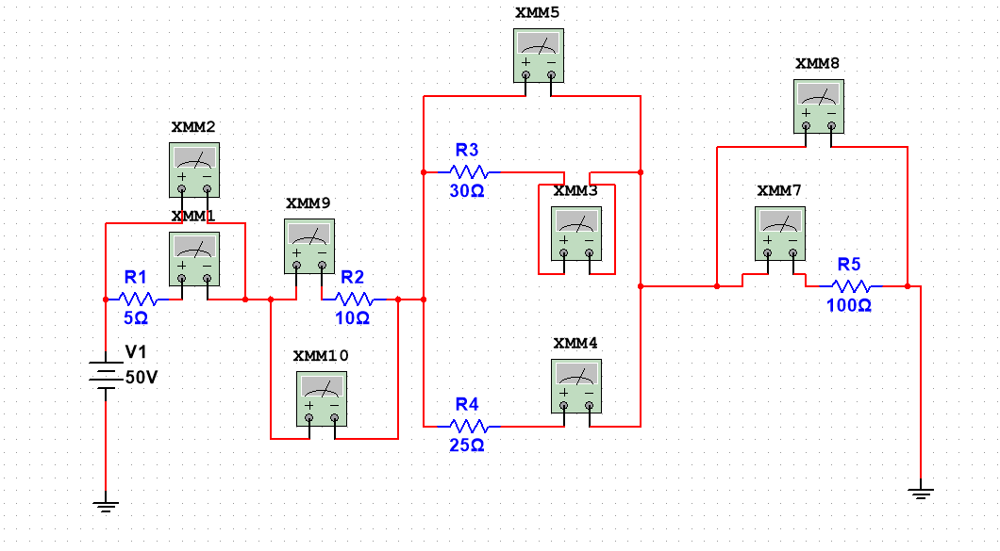 XMM5
+ −
XMM8
+ −
XMM2
+ −
R3
30Ω
XMM3
+ −
XMM7
+ −
XMM9
+ −
XMM1
+ −
R1
5Ω
R2
10Ω
R5
100Ω
V1
50V
XMM10
+ −
XMM4
+ −
R4
25Ω